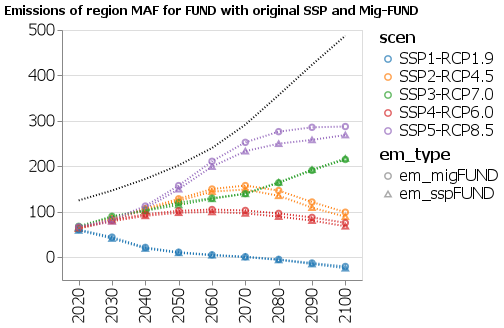 Emissions of region MAF for FUND with original SSP and Mig-FUND
500
400
300
200
100
0
2020
2030
2040
2050
2060
2070
2080
2090
2100
scen
SSP1-RCP1.9
SSP2-RCP4.5
SSP3-RCP7.0
SSP4-RCP6.0
SSP5-RCP8.5
em_type
em_migFUND
em_sspFUND